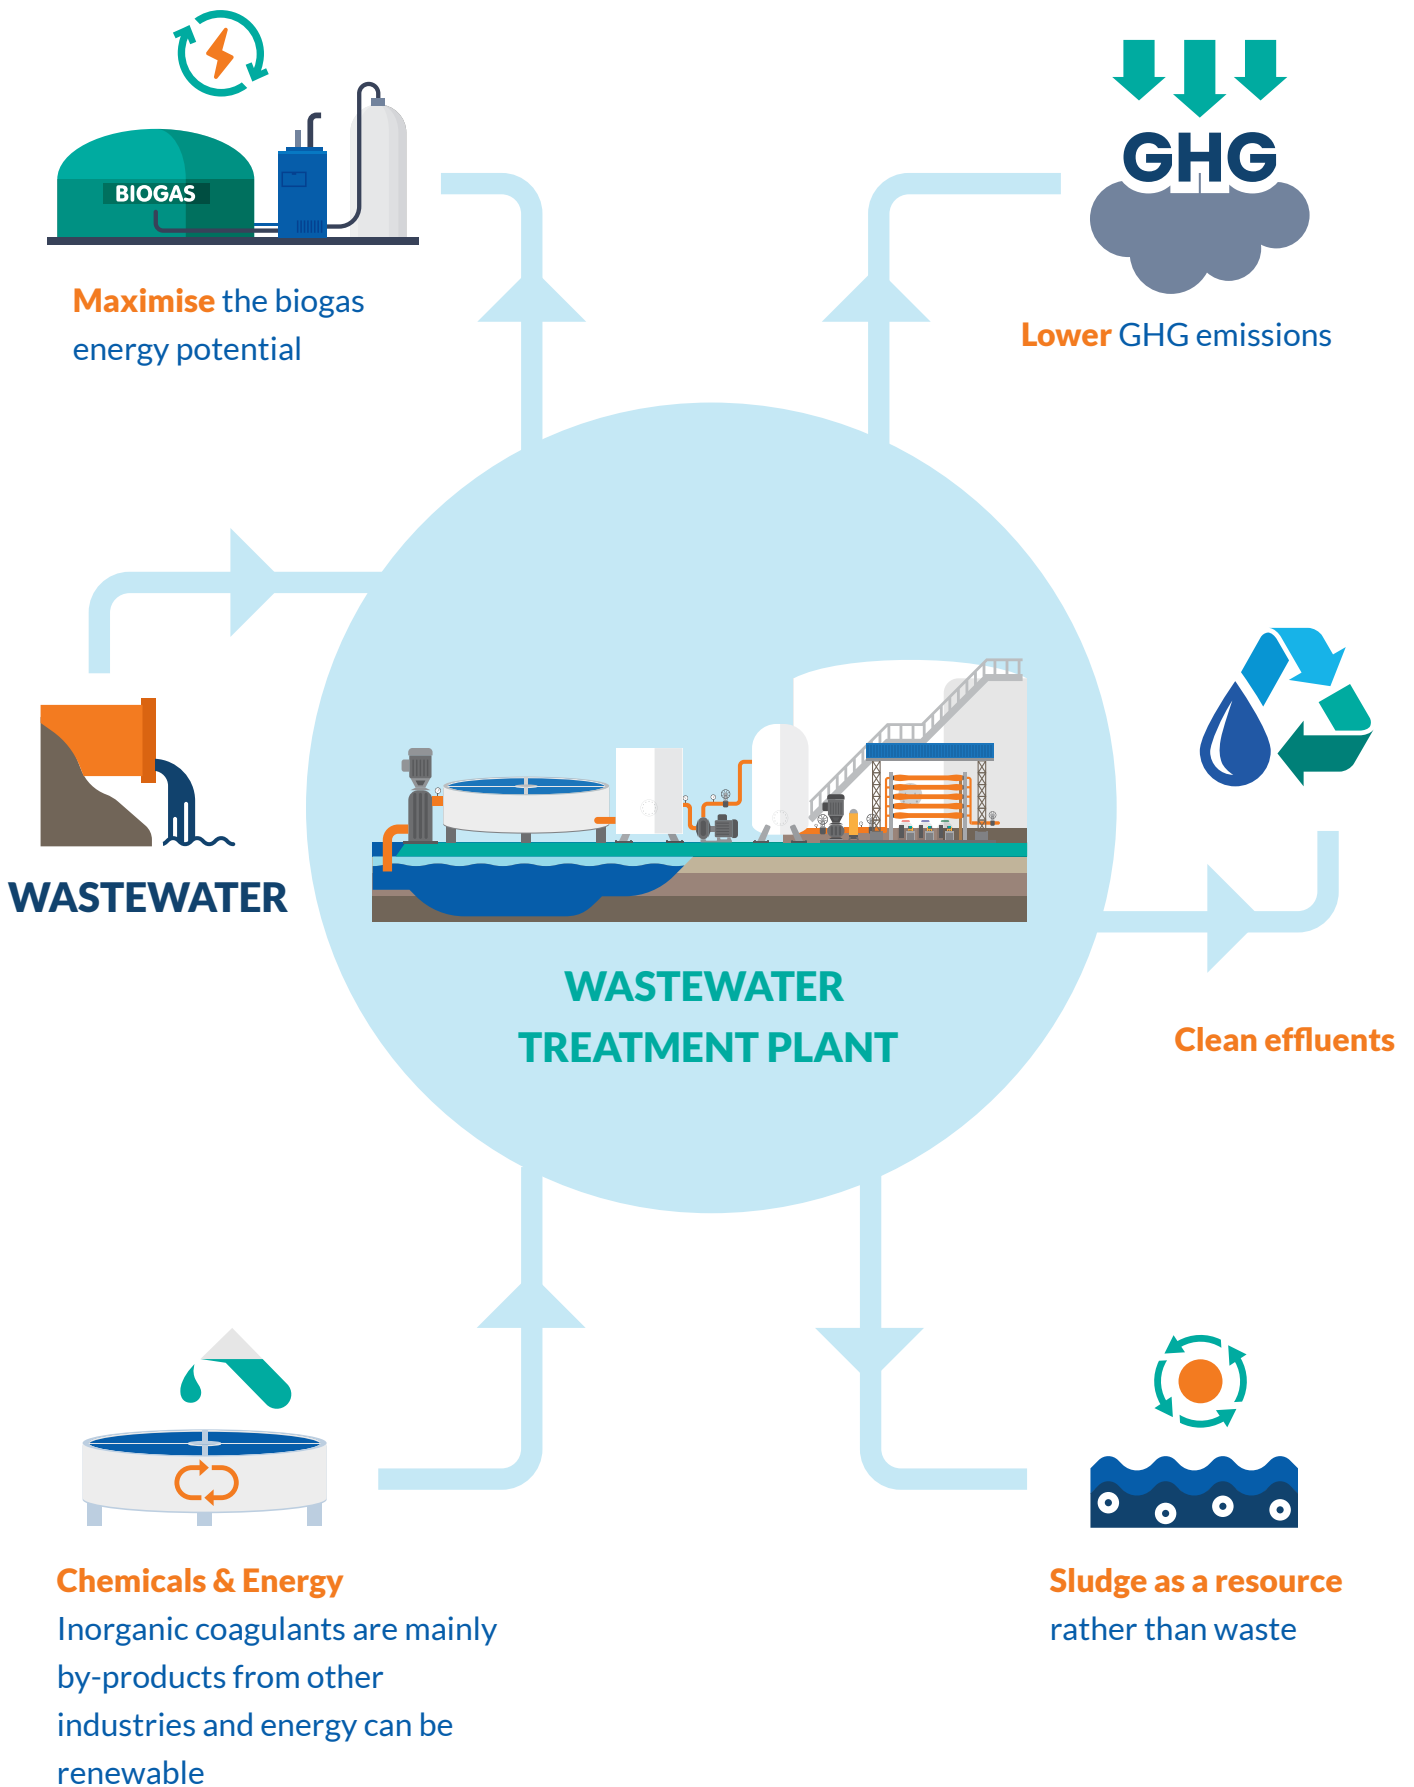 BIOGAS
Maximise the biogas
energy potential
GHG
Lower GHG emissions
WASTEWATER
WASTEWATER
TREATMENT PLANT
Clean effluents
Chemicals & Energy
Inorganic coagulants are mainly
by-products from other
industries and energy can be
renewable
Sludge as a resource
rather than waste